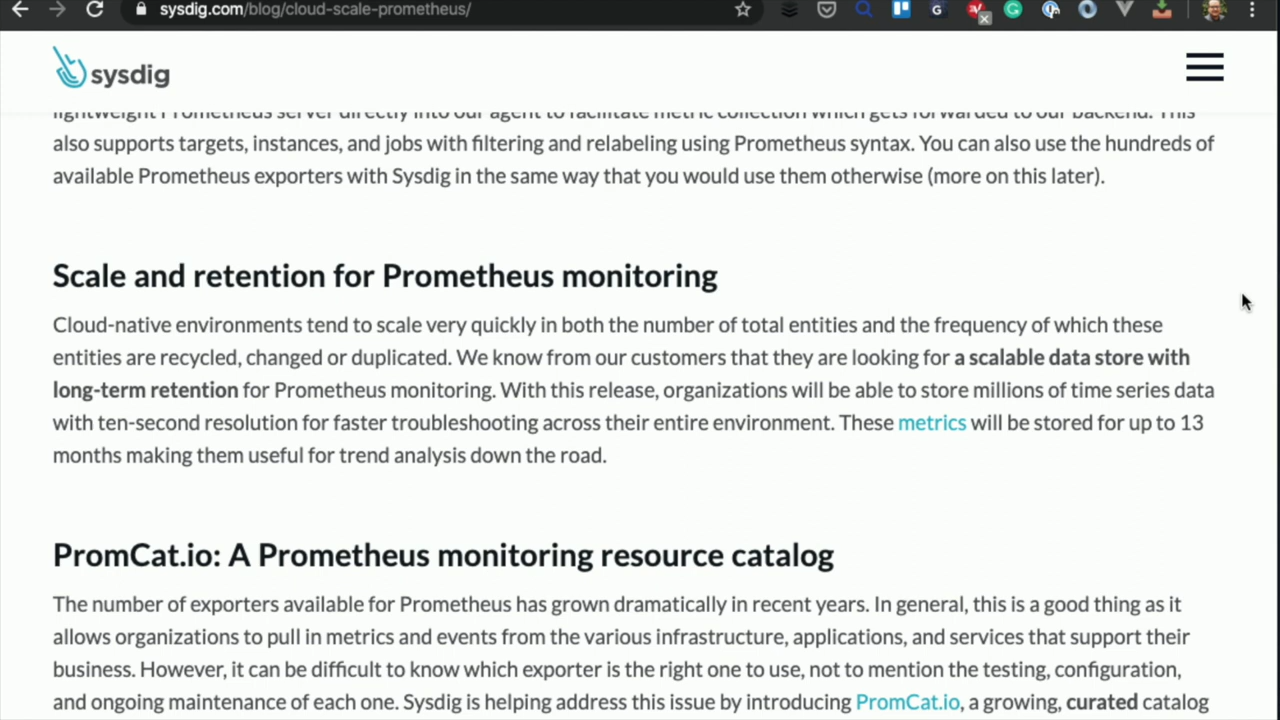 sysdig.com/blog/cloud-scale-prometheus/
sysdig
lightweight Prometheus server directly into our agent to facilitate metric collection which gets forwarded to our backend. This
also supports targets, instances, and jobs with filtering and relabeling using Prometheus syntax. You can also use the hundreds of
available Prometheus exporters with Sysdig in the same way that you would use them otherwise (more on this later).
Scale and retention for Prometheus monitoring
Cloud-native environments tend to scale very quickly in both the number of total entities and the frequency of which these
entities are recycled, changed or duplicated. We know from our customers that they are looking for a scalable data store with
long-term retention for Prometheus monitoring. With this release, organizations will be able to store millions of time series data
with ten-second resolution for faster troubleshooting across their entire environment. These metrics will be stored for up to 13
months making them useful for trend analysis down the road.
PromCat.io: A Prometheus monitoring resource catalog
The number of exporters available for Prometheus has grown dramatically in recent years. In general, this is a good thing as it
allows organizations to pull in metrics and events from the various infrastructure, applications, and services that support their
business. However, it can be difficult to know which exporter is the right one to use, not to mention the testing, configuration,
and ongoing maintenance of each one. Sysdig is helping address this issue by introducing PromCat.io, a growing, curated catalog